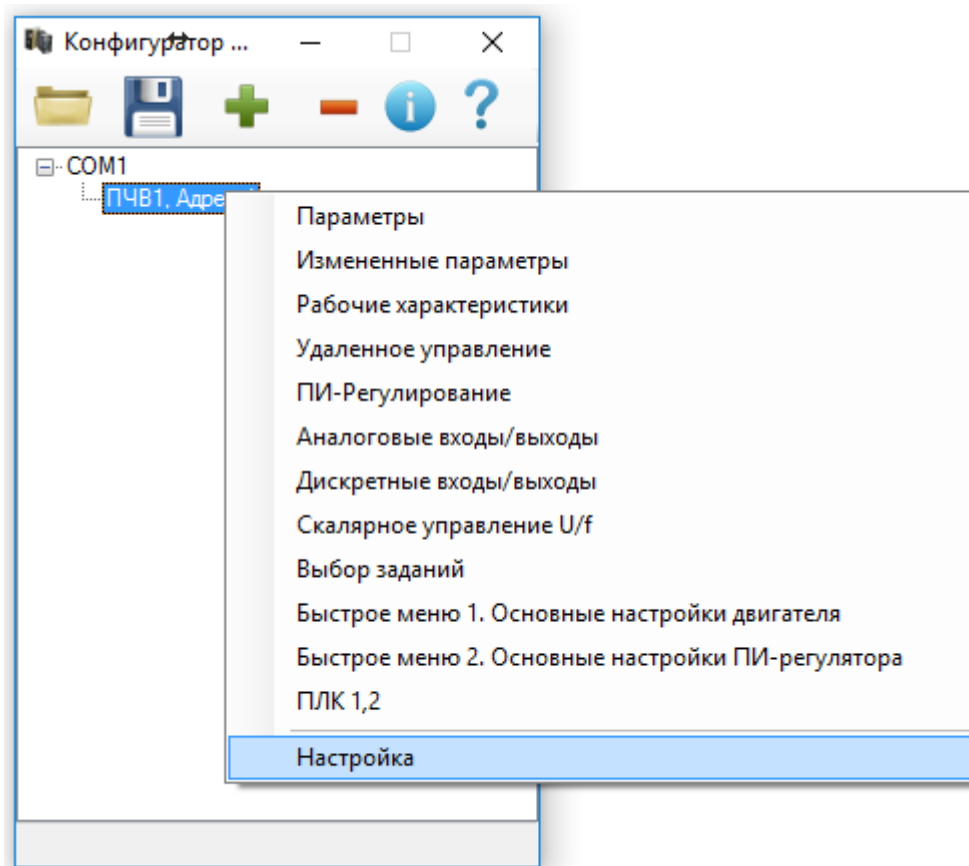 Конфигуратор ...
COM1
ПЧВ1, Адре
Параметры
Измененные параметры
Рабочие характеристики
Удаленное управление
ПИ-Регулирование
Аналоговые входы/выходы
Дискретные входы/выходы
Скалярное управление U/f
Выбор заданий
Быстрое меню 1. Основные настройки двигателя
Быстрое меню 2. Основные настройки ПИ-регулятора
ПЛК 1,2
Настройка